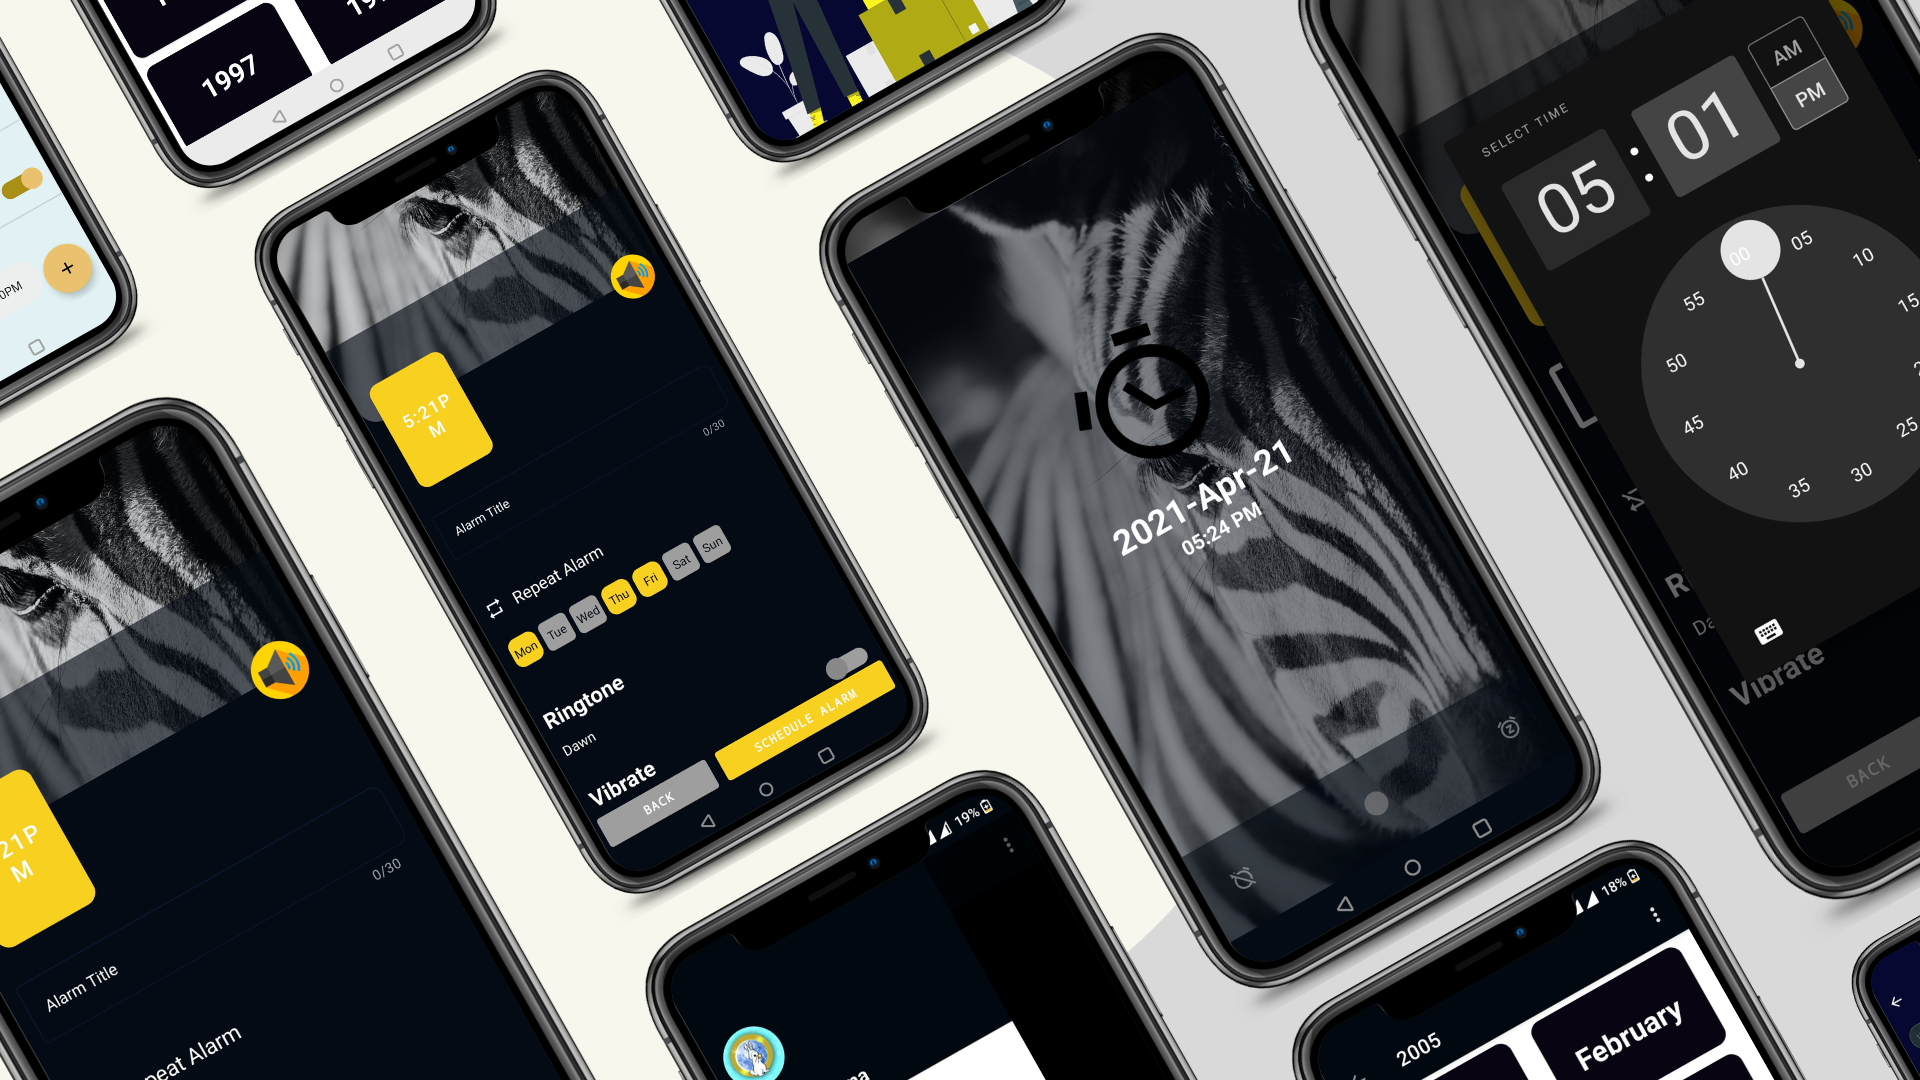 1997
0PM
+
5:21P
M
0/30
Alarm Title
Repeat Alarm
Mon
Tue
Wed
Thu
Fri
Sat
Sun
Ringtone
Dawn
Vibrate
BACK
SCHEDULE ALARM
21P
M
0/30
Alarm Title
peat Alarm
2021-Apr-21
05:24 PM
SELECT TIME
05:01
AM
PM
00
05
10
15
25
30
35
40
45
50
55
R
Da
Vibrate
BACK
19%
18%
2005
February